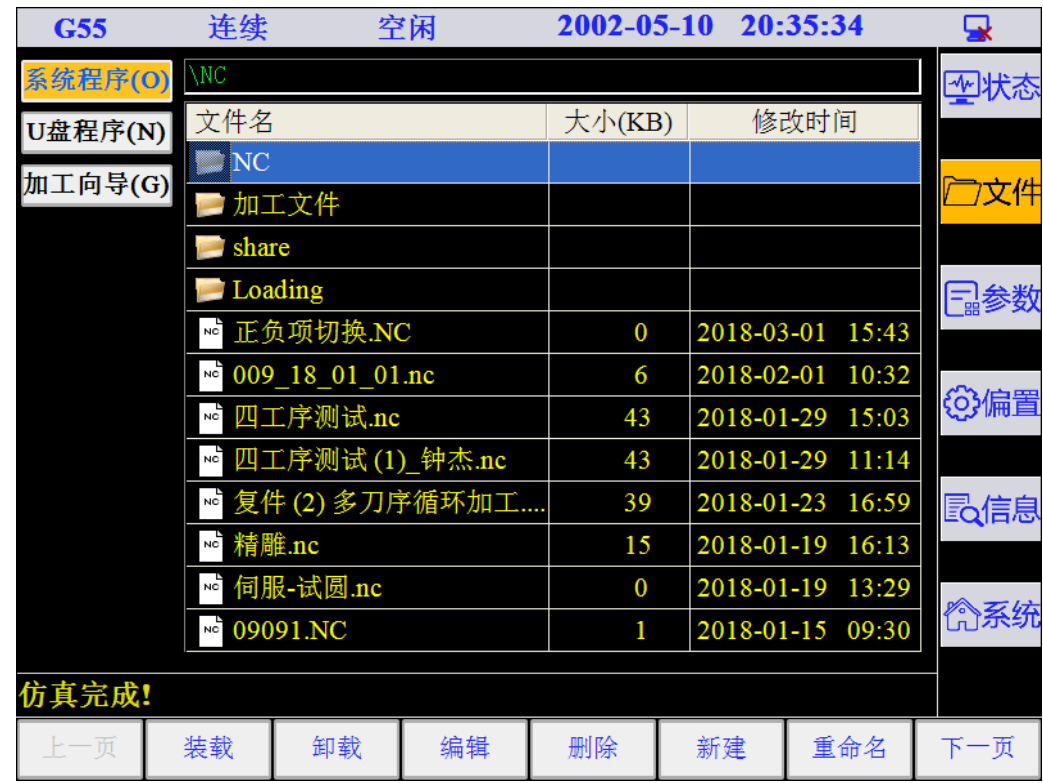 G55 连续 空闲 2002-05-10 20:35:34
系统程序(O)
U盘程序(N)
加工向导(G)
\NC
文件名 大小(KB) 修改时间
NC
加工文件
share
Loading
NC 正负项切换.NC 0 2018-03-01 15:43
NC 009_18_01_01.nc 6 2018-02-01 10:32
NC 四工序测试.nc 43 2018-01-29 15:03
NC 四工序测试 (1)_钟杰.nc 43 2018-01-29 11:14
NC 复件 (2) 多刀序循环加工.... 39 2018-01-23 16:59
NC 精雕.nc 15 2018-01-19 16:13
NC 伺服-试圆.nc 0 2018-01-19 13:29
NC 09091.NC 1 2018-01-15 09:30
状态
文件
参数
偏置
信息
系统
仿真完成!
上一页 装载 卸载 编辑 删除 新建 重命名 下一页